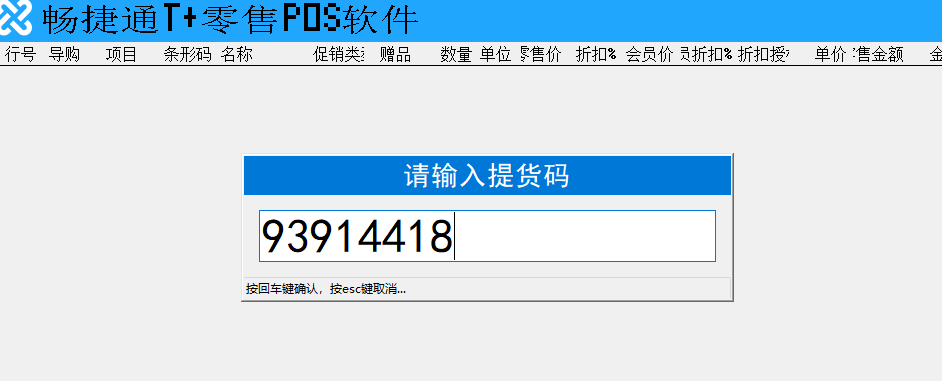 畅捷通T+零售POS软件
行号 导购 项目 条形码 名称 促销类 赠品 数量 单位 零售价 折扣% 会员价 员折扣% 折扣授 单价 售金额 金
请输入提货码
93914418
按回车键确认，按esc键取消...